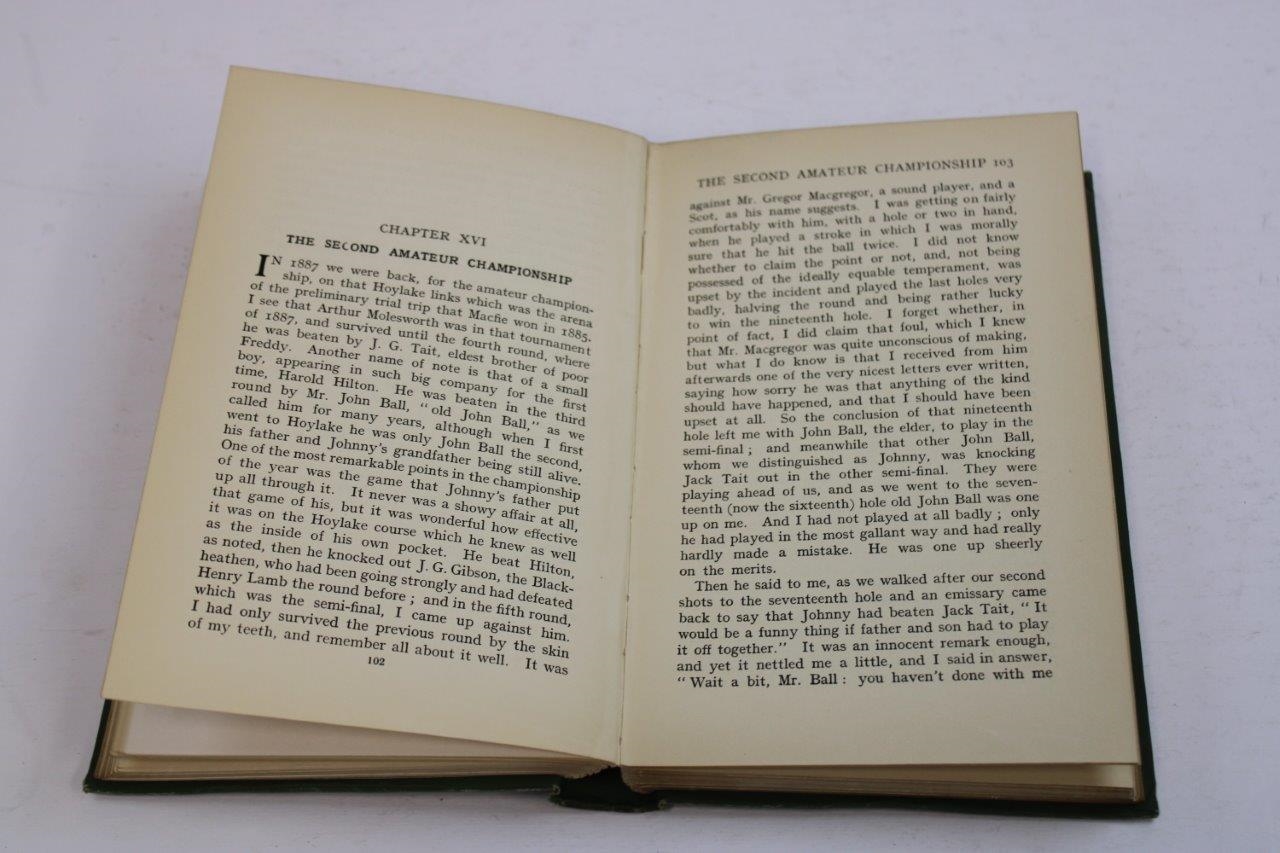 CHAPTER XVI
THE SECOND AMATEUR CHAMPIONSHIP
IN 1887 we were back, for the amateur champion-
ship, on that Hoylake links which was the arena
of the preliminary trial trip that Macfie won in 1885.
I see that Arthur Molesworth was in that tournament
of 1887, and survived until the fourth round, where
he was beaten by J. G. Tait, eldest brother of poor
Freddy. Another name of note is that of a small
boy, appearing in such big company for the first
time, Harold Hilton. He was beaten in the third
round by Mr. John Ball, "old John Ball," as we
called him for many years, although when I first
went to Hoylake he was only John Ball the second,
his father and Johnny's grandfather being still alive.
One of the most remarkable points in the championship
of the year was the game that Johnny's father put
up all through it. It never was a showy affair at all,
that game of his, but it was wonderful how effective
it was on the Hoylake course which he knew as well
as the inside of his own pocket. He beat Hilton,
as noted, then he knocked out J. G. Gibson, the Black-
heathen, who had been going strongly and had defeated
Henry Lamb the round before; and in the fifth round,
which was the semi-final, I came up against him.
I had only survived the previous round by the skin
of my teeth, and remember all about it well. It was
102
THE SECOND AMATEUR CHAMPIONSHIP 103
against Mr. Gregor Macgregor, a sound player, and a
Scot, as his name suggests. I was getting on fairly
comfortably with him, with a hole or two in hand,
when he played a stroke in which I was morally
sure that he hit the ball twice. I did not know
whether to claim the point or not, and, not being
possessed of the ideally equable temperament, was
upset by the incident and played the last holes very
badly, halving the round and being rather lucky
to win the nineteenth hole. I forget whether, in
point of fact, I did claim that foul, which I knew
that Mr. Macgregor was quite unconscious of making,
but what I do know is that I received from him
afterwards one of the very nicest letters ever written,
saying how sorry he was that anything of the kind
should have happened, and that I should have been
upset at all. So the conclusion of that nineteenth
hole left me with John Ball, the elder, to play in the
semi-final; and meanwhile that other John Ball,
whom we distinguished as Johnny, was knocking
Jack Tait out in the other semi-final. They were
playing ahead of us, and as we went to the seven-
teenth (now the sixteenth) hole old John Ball was one
up on me. And I had not played at all badly; only
he had played in the most gallant way and had really
hardly made a mistake. He was one up sheerly
on the merits.
Then he said to me, as we walked after our second
shots to the seventeenth hole and an emissary came
back to say that Johnny had beaten Jack Tait, "It
would be a funny thing if father and son had to play
it off together." It was an innocent remark enough,
and yet it nettled me a little, and I said in answer,
"Wait a bit, Mr. Ball: you haven't done with me